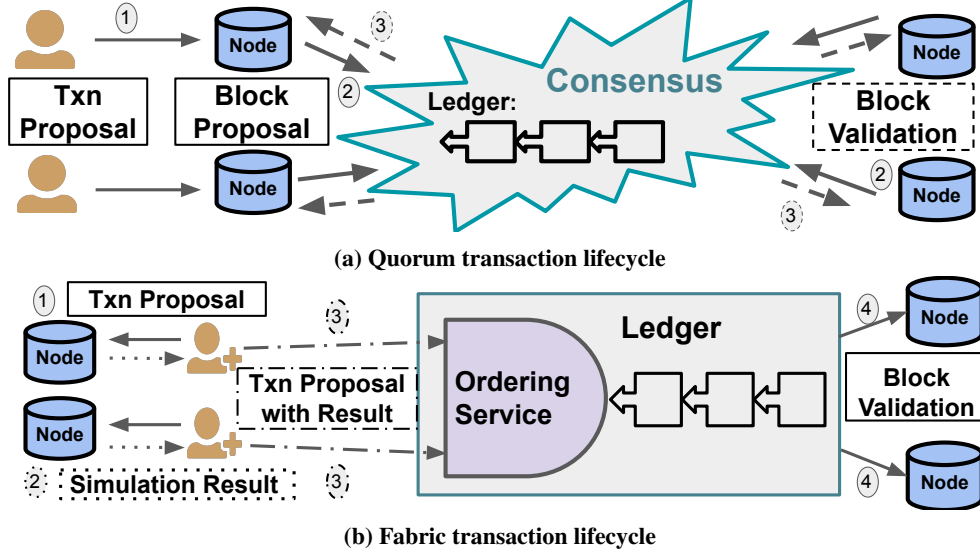 1
Node
3
Node
Txn
Proposal
Block
Proposal
2
Consensus
Ledger:
Block
Validation
Node
2
Node
3
(a) Quorum transaction lifecycle
1
Txn Proposal
3
4
Node
Node
Ledger
Txn Proposal
with Result
Ordering
Service
Block
Validation
Node
2
Simulation Result
3
4
Node
(b) Fabric transaction lifecycle